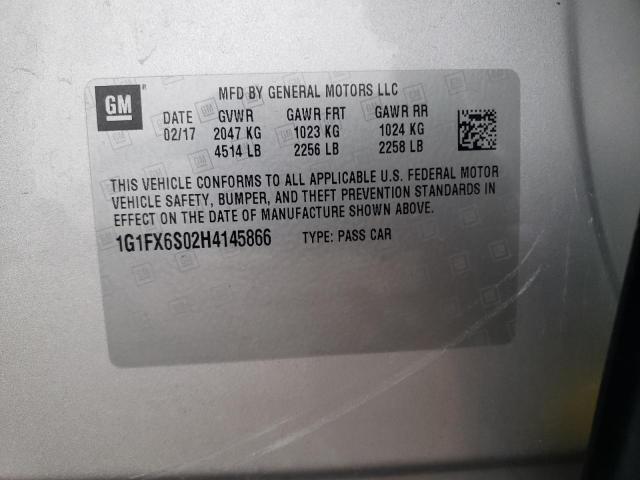 GM
MFD BY GENERAL MOTORS LLC
DATE GVWR GAWR FRT GAWR RR
02/17 2047 KG 1023 KG 1024 KG
4514 LB 2256 LB 2258 LB
THIS VEHICLE CONFORMS TO ALL APPLICABLE U.S. FEDERAL MOTOR
VEHICLE SAFETY, BUMPER, AND THEFT PREVENTION STANDARDS IN
EFFECT ON THE DATE OF MANUFACTURE SHOWN ABOVE.
1G1FX6S02H4145866 TYPE: PASS CAR